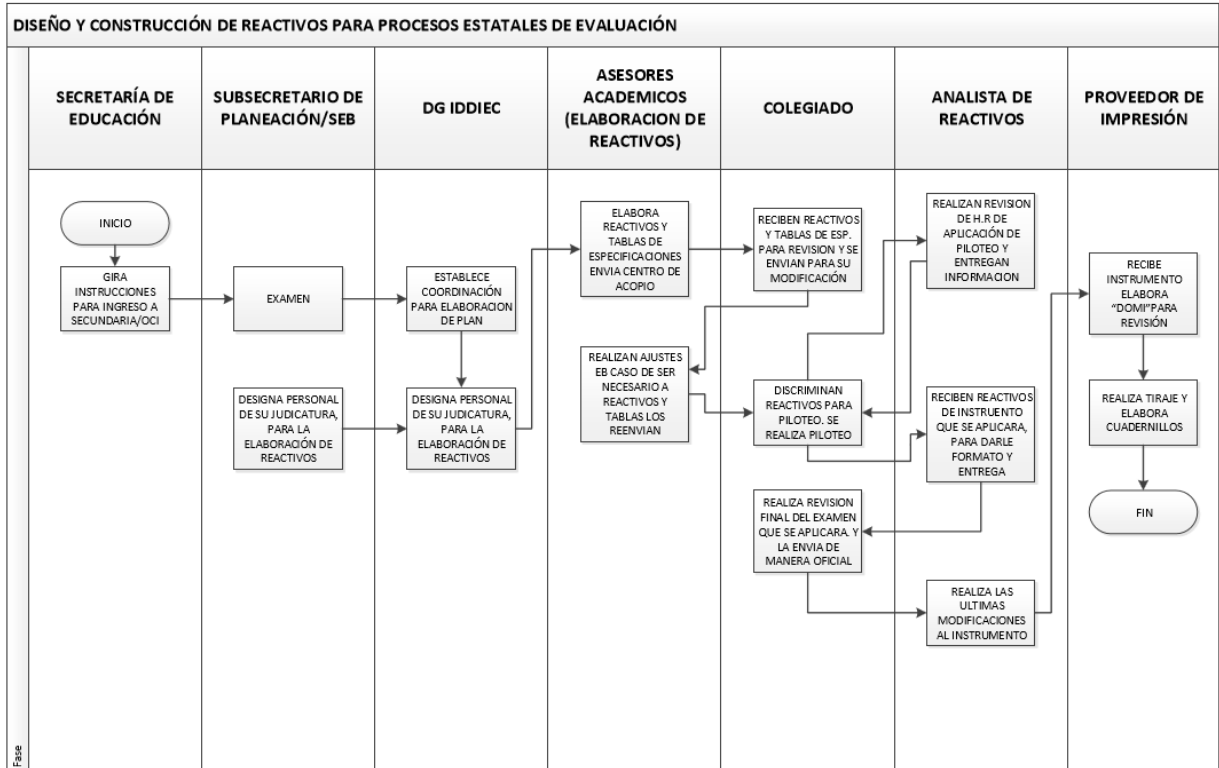 DISEÑO Y CONSTRUCCIÓN DE REACTIVOS PARA PROCESOS ESTATALES DE EVALUACIÓN
SECRETARÍA DE
EDUCACIÓN
SUBSECRETARIO DE
PLANEACIÓN/SEB
DG IDDIEC
ASESORES
ACADEMICOS
(ELABORACION DE
REACTIVOS)
COLEGIADO
ANALISTA DE
REACTIVOS
PROVEEDOR DE
IMPRESIÓN
INICIO
GIRA
INSTRUCCIONES
PARA INGRESO A
SECUNDARIA/OCI
EXAMEN
DESIGNA PERSONAL
DE SU JUDICATURA,
PARA LA
ELABORACIÓN DE
REACTIVOS
ESTABLECE
COORDINACIÓN
PARA ELABORACION
DE PLAN
DESIGNA PERSONAL
DE SU JUDICATURA,
PARA LA
ELABORACIÓN DE
REACTIVOS
ELABORA
REACTIVOS Y
TABLAS DE
ESPECIFICACIONES
ENVIA CENTRO DE
ACOPIO
REALIZAN AJUSTES
EB CASO DE SER
NECESARIO A
REACTIVOS Y
TABLAS LOS
REENVIAN
RECIBEN REACTIVOS
Y TABLAS DE ESP.
PARA REVISION Y SE
ENVIAN PARA SU
MODIFICACIÓN
DISCRIMINAN
REACTIVOS PARA
PILOTEO. SE
REALIZA PILOTEO
REALIZA REVISION
FINAL DEL EXAMEN
QUE SE APLICARA. Y
LA ENVIA DE
MANERA OFICIAL
REALIZAN REVISION
DE H.R DE
APLICACIÓN DE
PILOTEO Y
ENTREGAN
INFORMACION
RECIBEN REACTIVOS
DE INSTRUENTO
QUE SE APLICARA,
PARA DARLE
FORMATO Y
ENTREGA
REALIZA LAS
ULTIMAS
MODIFICACIONES
AL INSTRUMENTO
RECIBE
INSTRUMENTO
ELABORA
“DOMI”PARA
REVISIÓN
REALIZA TIRAJE Y
ELABORA
CUADERNILLOS
FIN
Fase